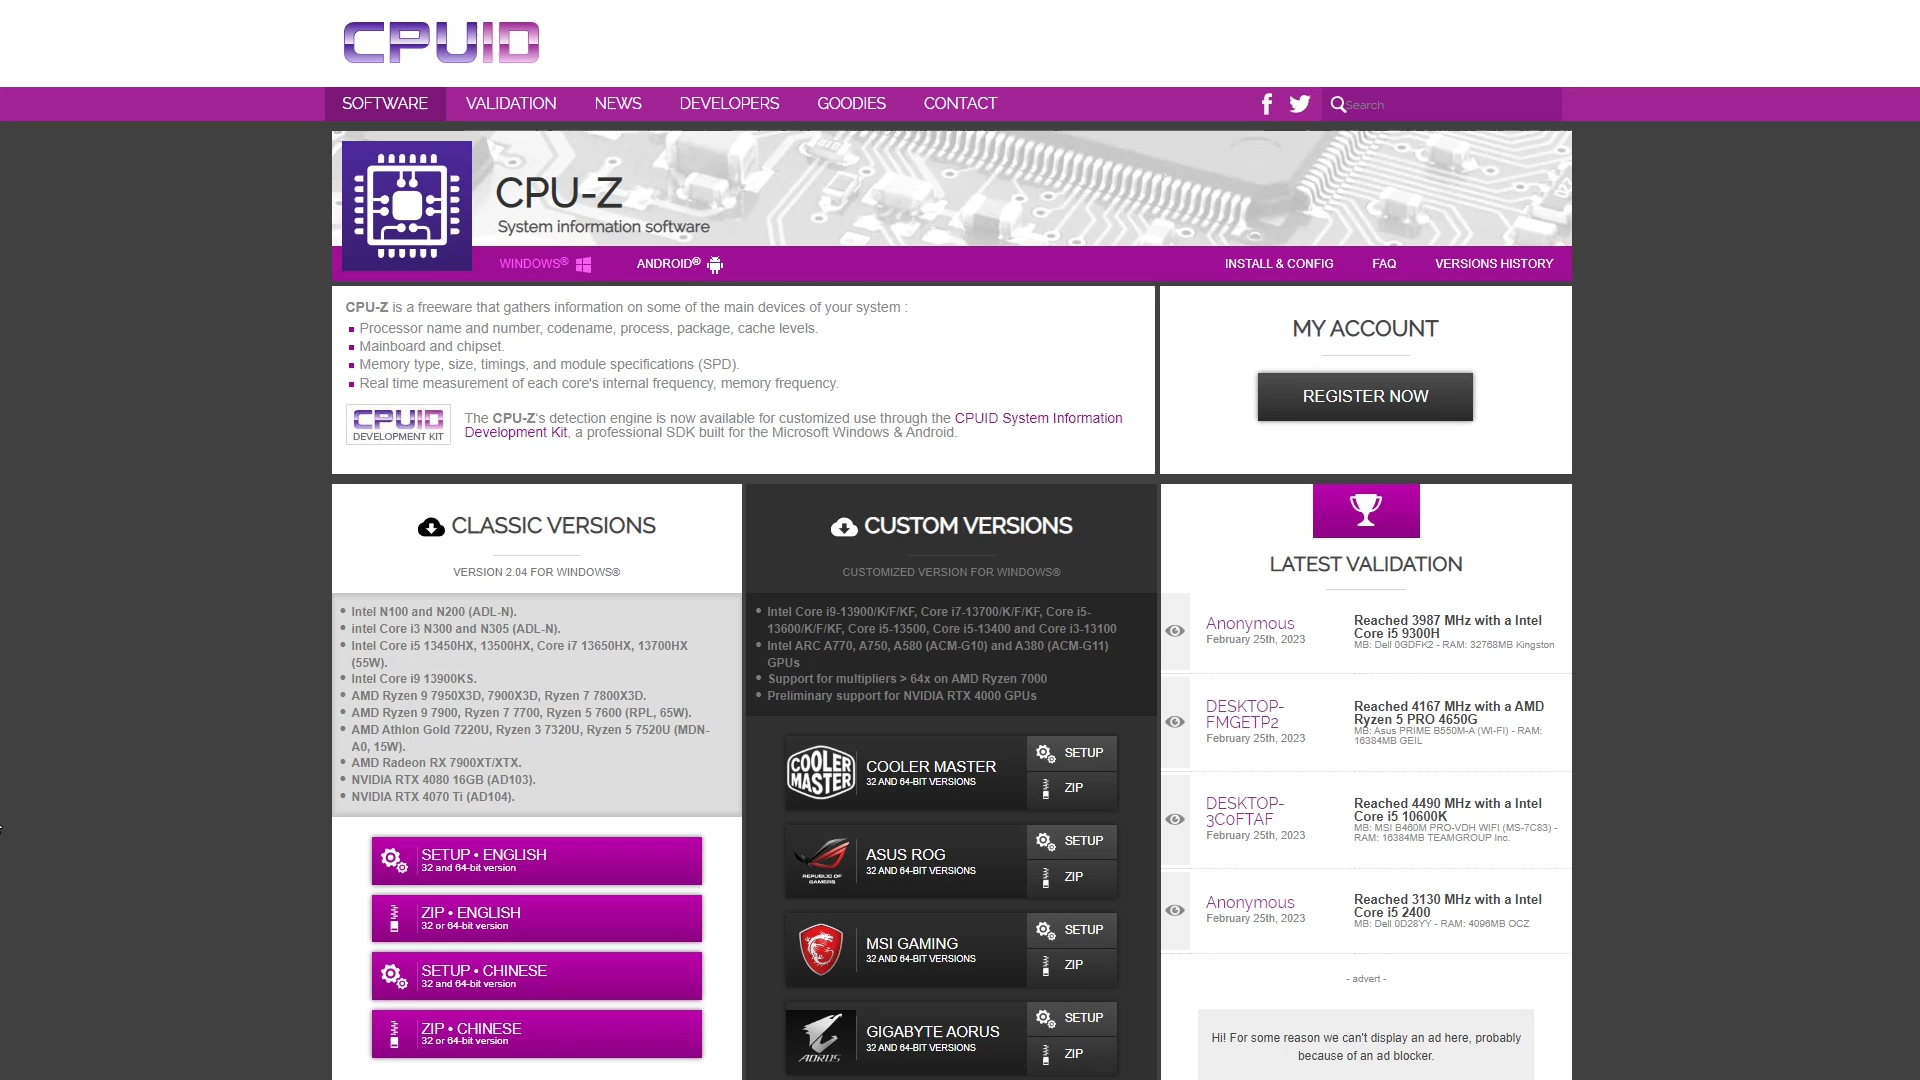 CPUID
SOFTWARE VALIDATION NEWS DEVELOPERS GOODIES CONTACT Search
CPU-Z
System information software
WINDOWS® ANDROID® INSTALL & CONFIG FAQ VERSIONS HISTORY
CPU-Z is a freeware that gathers information on some of the main devices of your system :
Processor name and number, codename, process, package, cache levels.
Mainboard and chipset.
Memory type, size, timings, and module specifications (SPD).
Real time measurement of each core's internal frequency, memory frequency.
CPUID
DEVELOPMENT KIT
The CPU-Z's detection engine is now available for customized use through the CPUID System Information
Development Kit, a professional SDK built for the Microsoft Windows & Android.
MY ACCOUNT
REGISTER NOW
CLASSIC VERSIONS
VERSION 2.04 FOR WINDOWS®
• Intel N100 and N200 (ADL-N).
• intel Core i3 N300 and N305 (ADL-N).
• Intel Core i5 13450HX, 13500HX, Core i7 13650HX, 13700HX
(55W).
• Intel Core i9 13900KS.
• AMD Ryzen 9 7950X3D, 7900X3D, Ryzen 7 7800X3D.
• AMD Ryzen 9 7900, Ryzen 7 7700, Ryzen 5 7600 (RPL, 65W).
• AMD Athlon Gold 7220U, Ryzen 3 7320U, Ryzen 5 7520U (MDN-
A0, 15W).
• AMD Radeon RX 7900XT/XTX.
• NVIDIA RTX 4080 16GB (AD103).
• NVIDIA RTX 4070 Ti (AD104).
SETUP • ENGLISH
32 and 64-bit version
ZIP • ENGLISH
32 or 64-bit version
SETUP • CHINESE
32 and 64-bit version
ZIP • CHINESE
32 or 64-bit version
CUSTOM VERSIONS
CUSTOMIZED VERSION FOR WINDOWS®
• Intel Core i9-13900/K/F/KF, Core i7-13700/K/F/KF, Core i5-
13600/K/F/KF, Core i5-13500, Core i5-13400 and Core i3-13100
• Intel ARC A770, A750, A580 (ACM-G10) and A380 (ACM-G11)
GPUs
• Support for multipliers > 64x on AMD Ryzen 7000
• Preliminary support for NVIDIA RTX 4000 GPUs
COOLER
MASTER
COOLER MASTER
32 AND 64-BIT VERSIONS
SETUP
ZIP
REPUBLIC OF
GAMERS
ASUS ROG
32 AND 64-BIT VERSIONS
SETUP
ZIP
MSI GAMING
32 AND 64-BIT VERSIONS
SETUP
ZIP
AORUS
GIGABYTE AORUS
32 AND 64-BIT VERSIONS
SETUP
ZIP
LATEST VALIDATION
Anonymous
February 25th, 2023
Reached 3987 MHz with a Intel
Core i5 9300H
MB: Dell 0GDFK2 - RAM: 32768MB Kingston
DESKTOP-
FMGETP2
February 25th, 2023
Reached 4167 MHz with a AMD
Ryzen 5 PRO 4650G
MB: Asus PRIME B550M-A (WI-FI) - RAM:
16384MB GEIL
DESKTOP-
3C0FTAF
February 25th, 2023
Reached 4490 MHz with a Intel
Core i5 10600K
MB: MSI B460M PRO-VDH WIFI (MS-7C83) -
RAM: 16384MB TEAMGROUP Inc.
Anonymous
February 25th, 2023
Reached 3130 MHz with a Intel
Core i5 2400
MB: Dell 0D28YY - RAM: 4096MB OCZ
- advert -
Hi! For some reason we can't display an ad here, probably
because of an ad blocker.